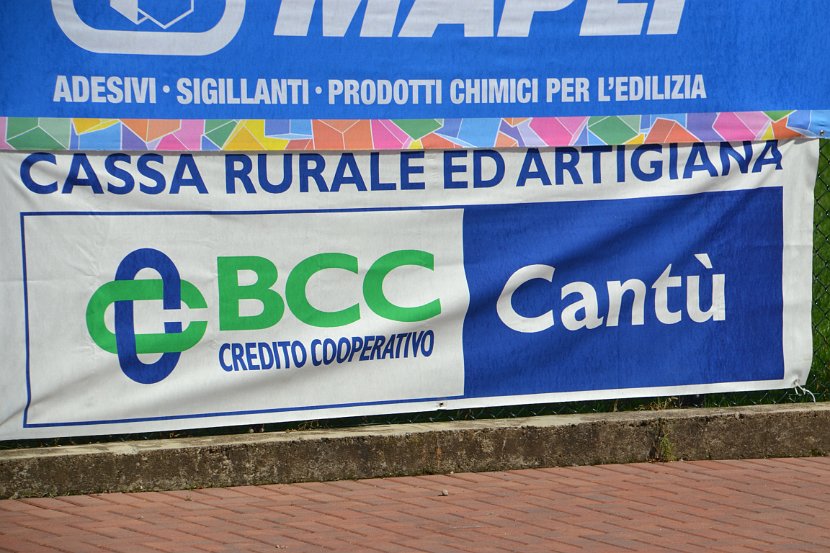 MAPEI
ADESIVI · SIGILLANTI · PRODOTTI CHIMICI PER L'EDILIZIA
CASSA RURALE ED ARTIGIANA
BCC
CREDITO COOPERATIVO
Cantù